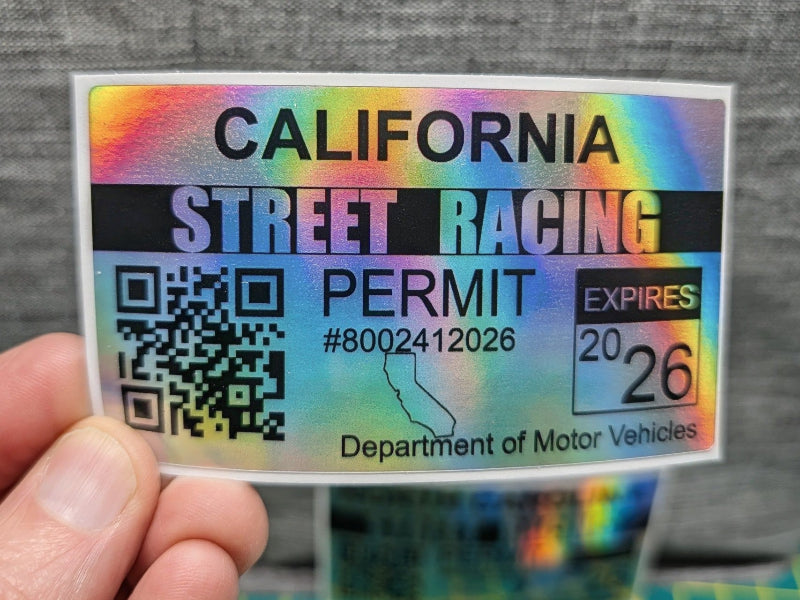 CALIFORNIA
STREET RACING
PERMIT
#8002412026
EXPIRES
20
26
Department of Motor Vehicles